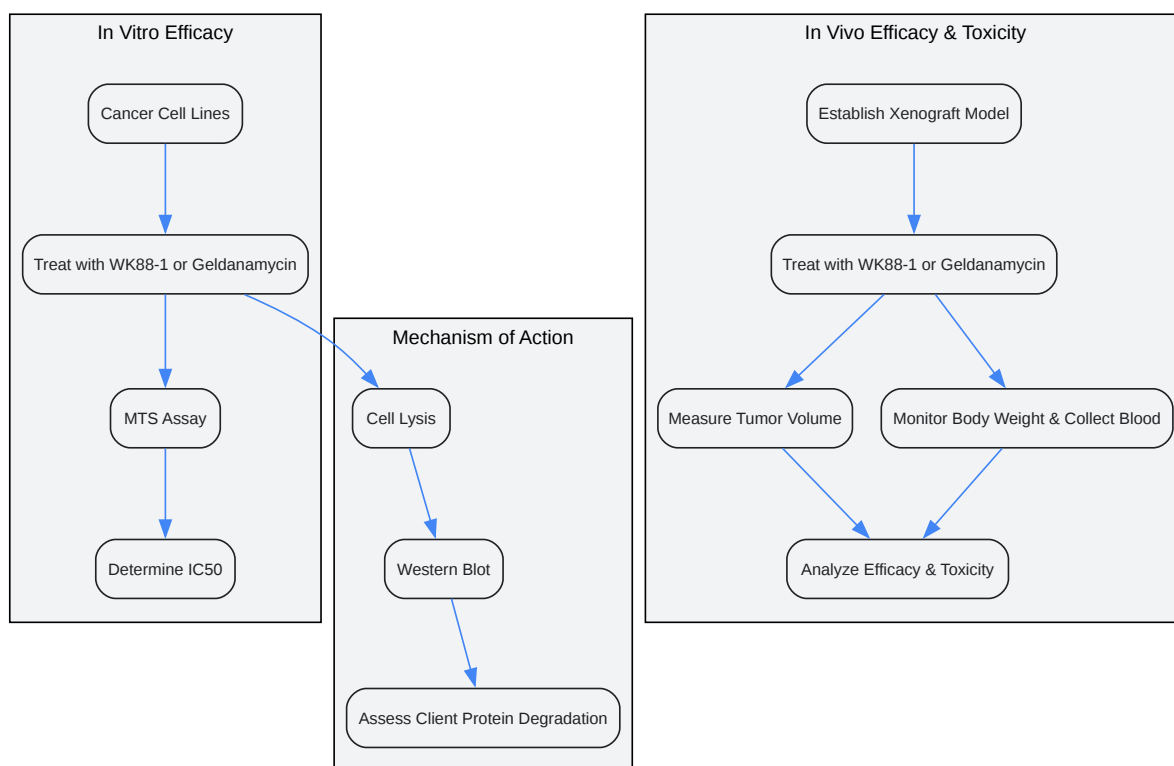 In Vitro Efficacy
Cancer Cell Lines
Treat with WK88-1 or Geldanamycin
MTS Assay
Determine IC50
Mechanism of Action
Cell Lysis
Western Blot
Assess Client Protein Degradation
In Vivo Efficacy & Toxicity
Establish Xenograft Model
Treat with WK88-1 or Geldanamycin
Measure Tumor Volume
Monitor Body Weight & Collect Blood
Analyze Efficacy & Toxicity